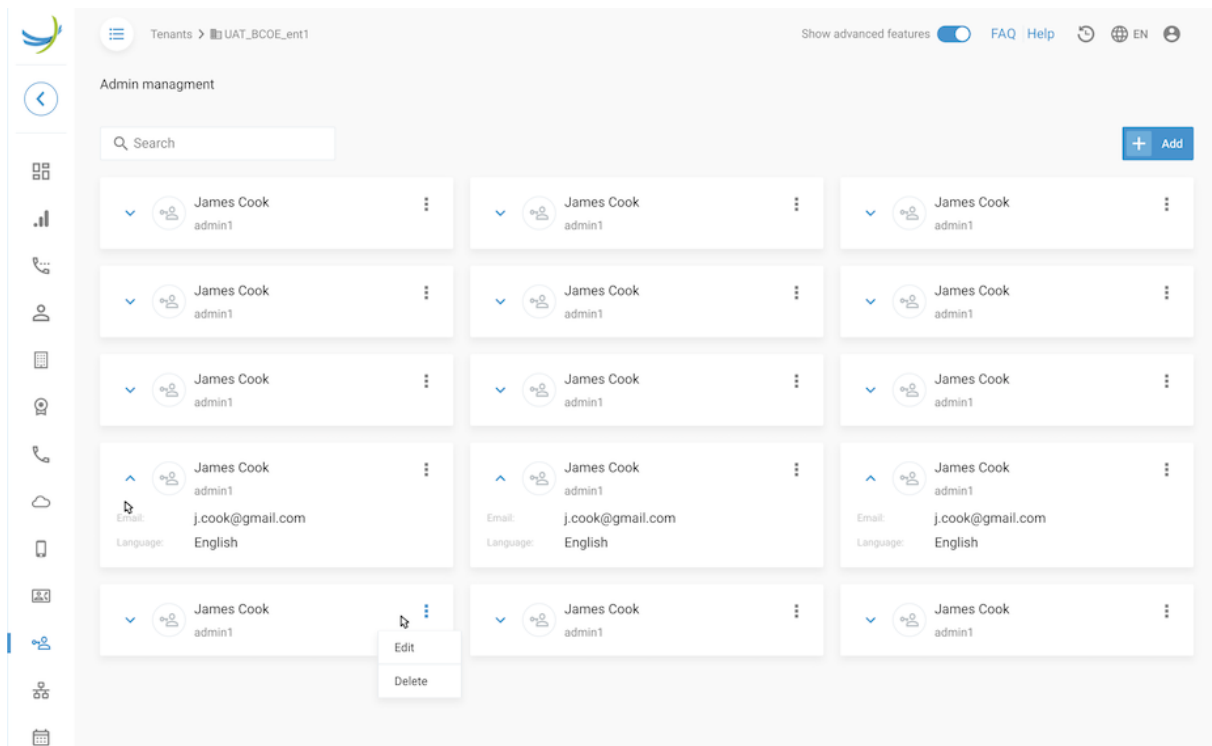 Tenants > UAT_BCOE_ent1
Show advanced features
FAQ
Help
EN
Admin managment
Search
+ Add
James Cook
admin1
James Cook
admin1
James Cook
admin1
James Cook
admin1
James Cook
admin1
James Cook
admin1
James Cook
admin1
James Cook
admin1
James Cook
admin1
James Cook
admin1
Email: j.cook@gmail.com
Language: English
James Cook
admin1
Email: j.cook@gmail.com
Language: English
James Cook
admin1
Email: j.cook@gmail.com
Language: English
James Cook
admin1
Edit
Delete
James Cook
admin1
James Cook
admin1